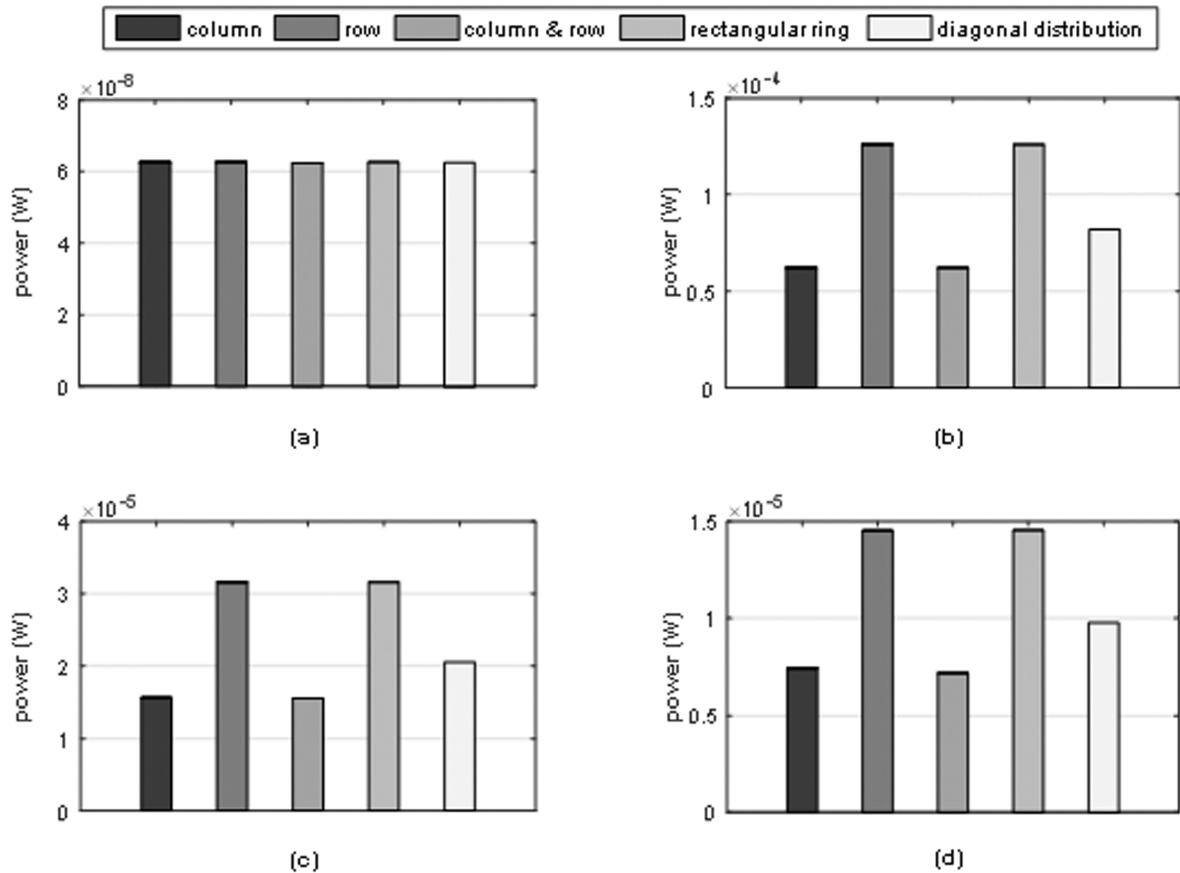 column row column & row rectangular ring diagonal distribution
×10⁻⁸
8
6
4
2
0
power (W)
(a)
×10⁻⁴
1.5
1
0.5
0
power (W)
(b)
×10⁻⁵
4
3
2
1
0
power (W)
(c)
×10⁻⁵
1.5
1
0.5
0
power (W)
(d)